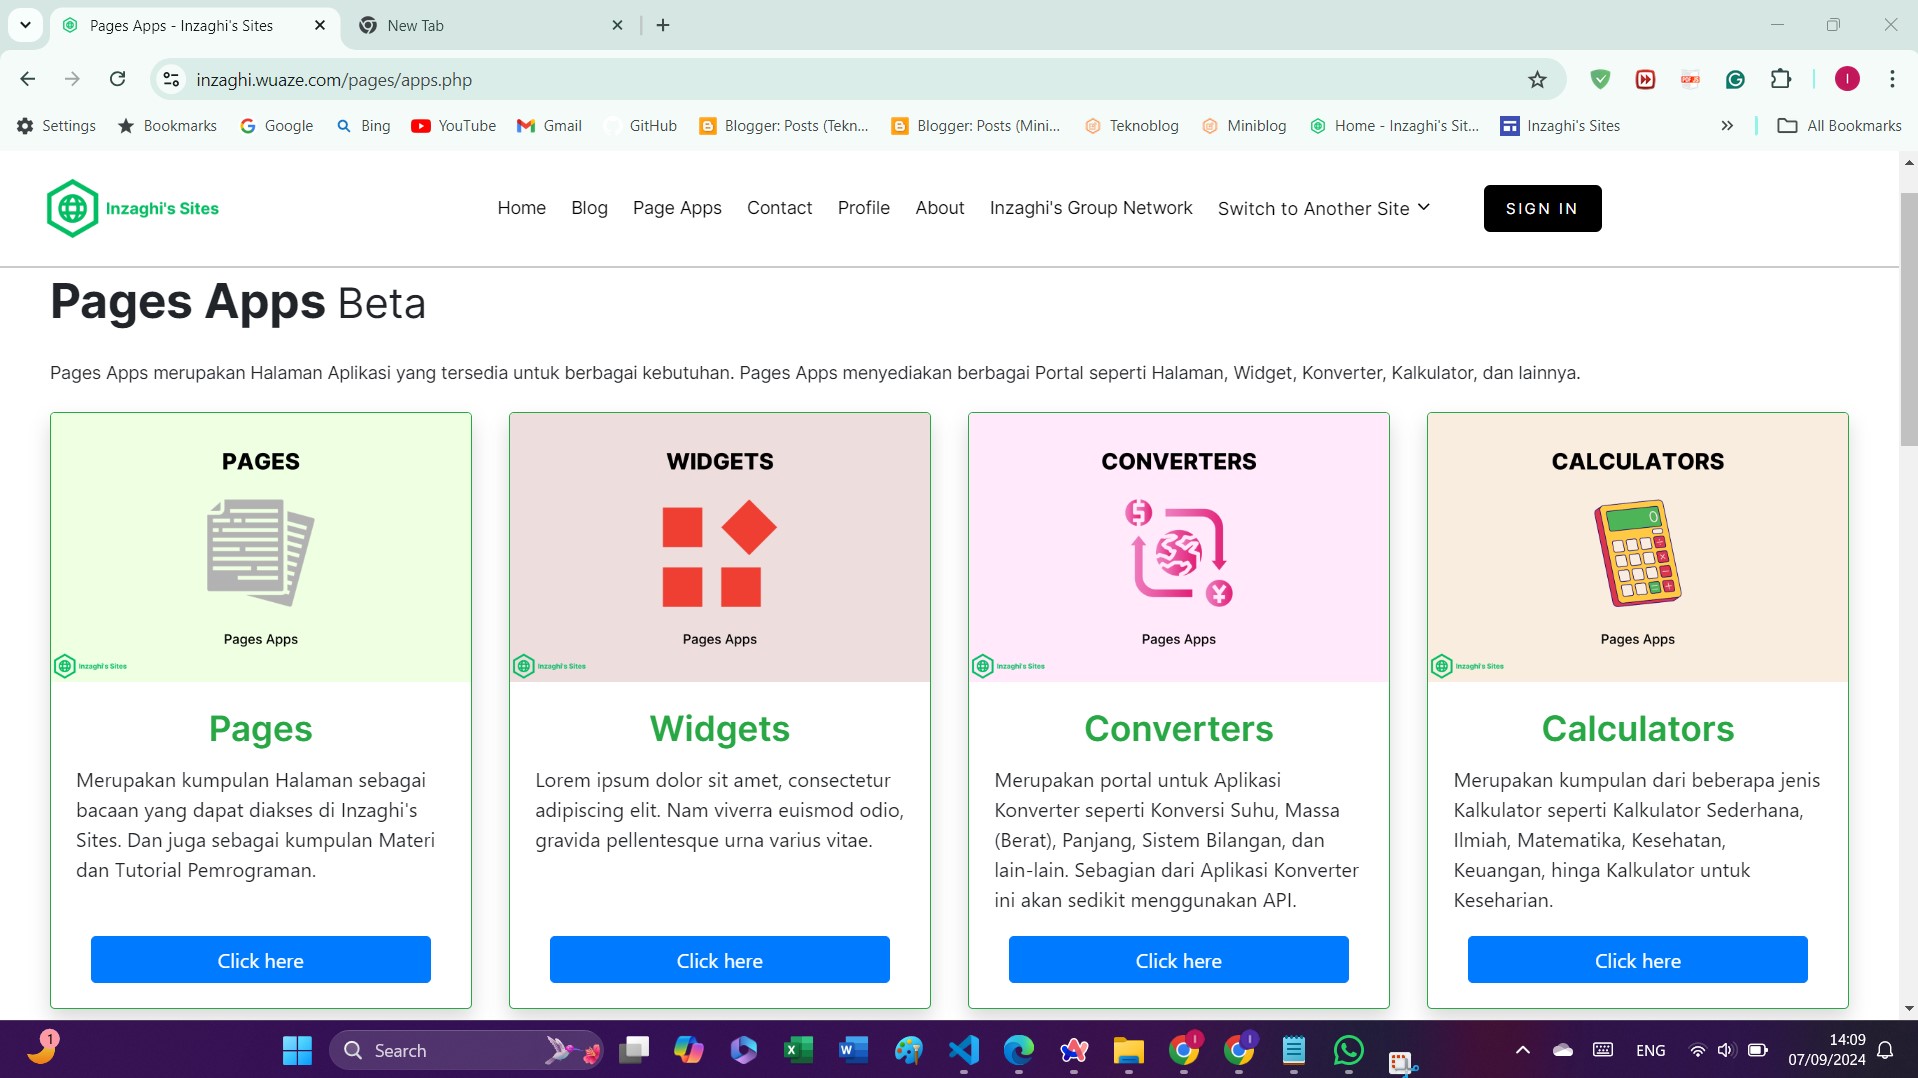 Pages Apps - Inzaghi's Sites
New Tab
inzaghi.wuaze.com/pages/apps.php
I
Settings
Bookmarks
Google
Bing
YouTube
Gmail
GitHub
Blogger: Posts (Tekn...
Blogger: Posts (Mini...
Teknoblog
Miniblog
Home - Inzaghi's Sit...
Inzaghi's Sites
All Bookmarks
Inzaghi's Sites
Home
Blog
Page Apps
Contact
Profile
About
Inzaghi's Group Network
Switch to Another Site
SIGN IN
Pages Apps Beta
Pages Apps merupakan Halaman Aplikasi yang tersedia untuk berbagai kebutuhan. Pages Apps menyediakan berbagai Portal seperti Halaman, Widget, Konverter, Kalkulator, dan lainnya.
PAGES
Pages Apps
Inzaghi's Sites
Pages
Merupakan kumpulan Halaman sebagai
bacaan yang dapat diakses di Inzaghi's
Sites. Dan juga sebagai kumpulan Materi
dan Tutorial Pemrograman.
Click here
WIDGETS
Pages Apps
Inzaghi's Sites
Widgets
Lorem ipsum dolor sit amet, consectetur
adipiscing elit. Nam viverra euismod odio,
gravida pellentesque urna varius vitae.
Click here
CONVERTERS
$
¥
Pages Apps
Inzaghi's Sites
Converters
Merupakan portal untuk Aplikasi
Konverter seperti Konversi Suhu, Massa
(Berat), Panjang, Sistem Bilangan, dan
lain-lain. Sebagian dari Aplikasi Konverter
ini akan sedikit menggunakan API.
Click here
CALCULATORS
0
Pages Apps
Inzaghi's Sites
Calculators
Merupakan kumpulan dari beberapa jenis
Kalkulator seperti Kalkulator Sederhana,
Ilmiah, Matematika, Kesehatan,
Keuangan, hinga Kalkulator untuk
Keseharian.
Click here
1
Search
ENG
14:09
07/09/2024